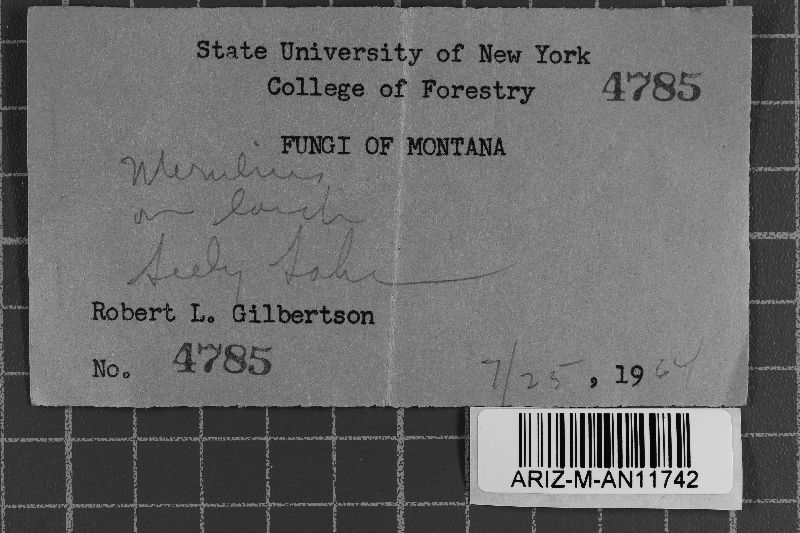 State University of New York
College of Forestry 4785
FUNGI OF MONTANA
Merulius
on larch
Seely Lake
Robert L. Gilbertson
No. 4785
7/25, 1964
ARIZ-M-AN11742